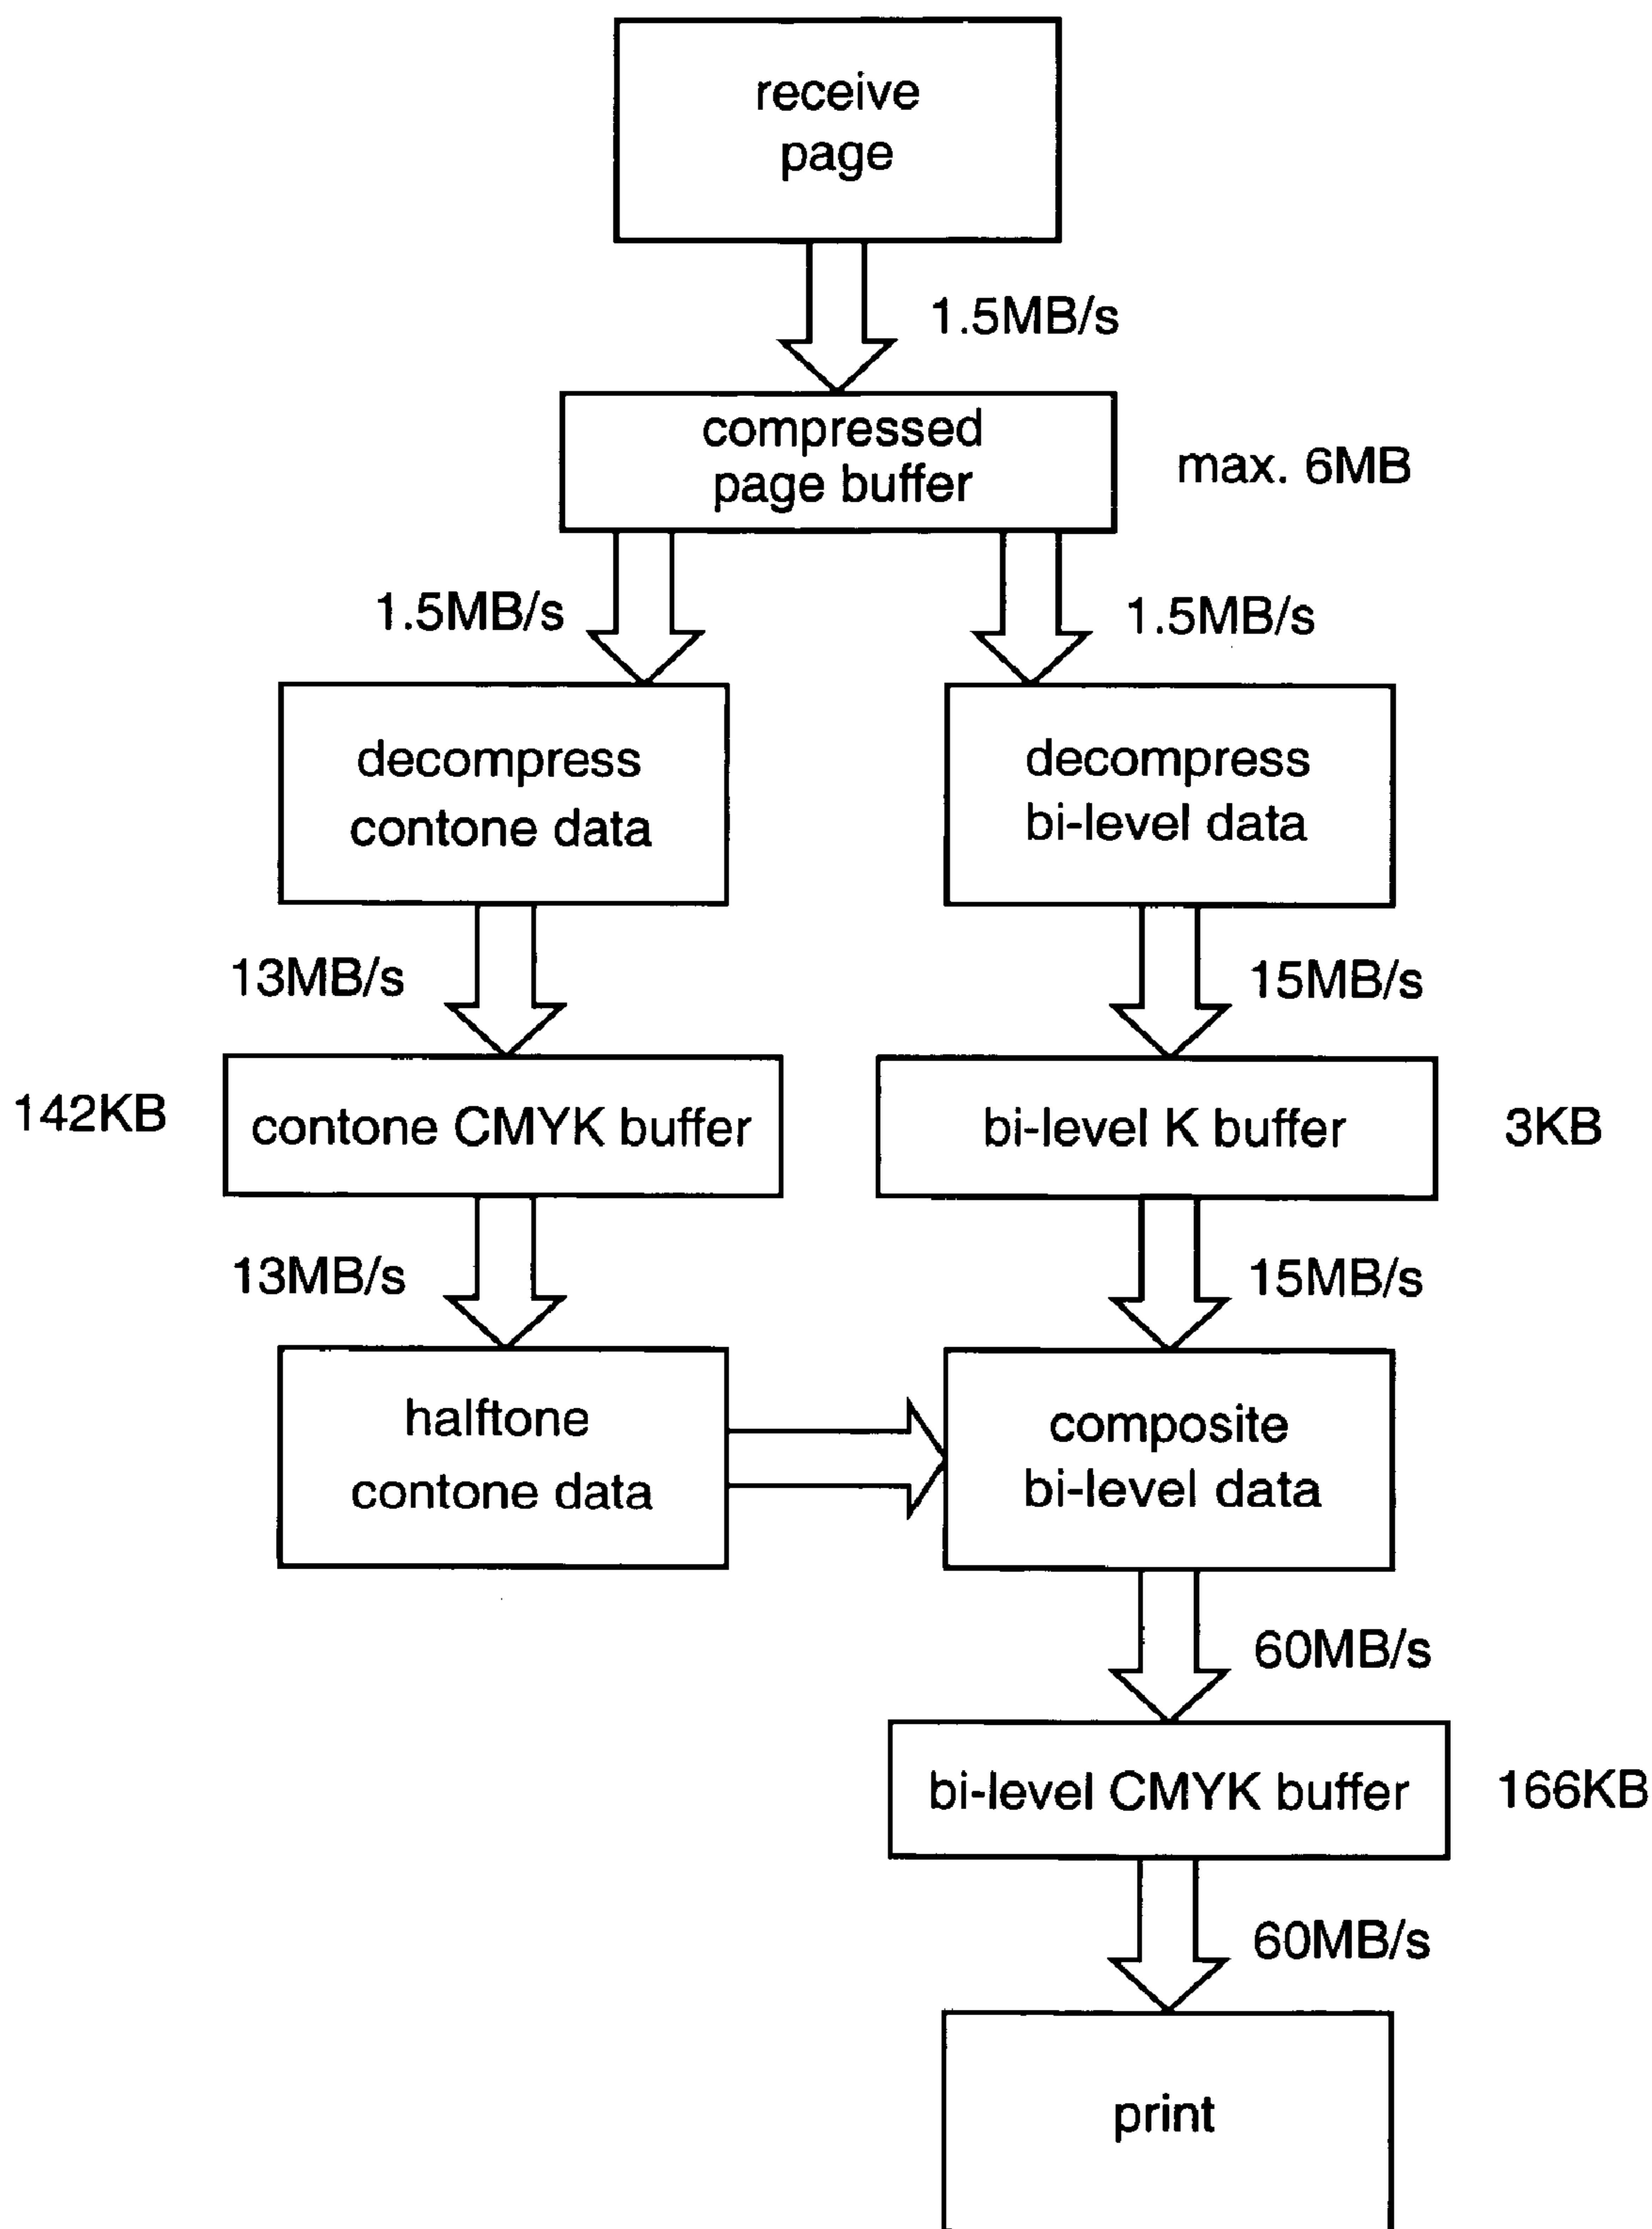 receive
page
1.5MB/s
compressed
page buffer
max. 6MB
1.5MB/s
1.5MB/s
decompress
contone data
decompress
bi-level data
13MB/s
15MB/s
142KB
contone CMYK buffer
bi-level K buffer
3KB
13MB/s
15MB/s
halftone
contone data
composite
bi-level data
60MB/s
bi-level CMYK buffer
166KB
60MB/s
print